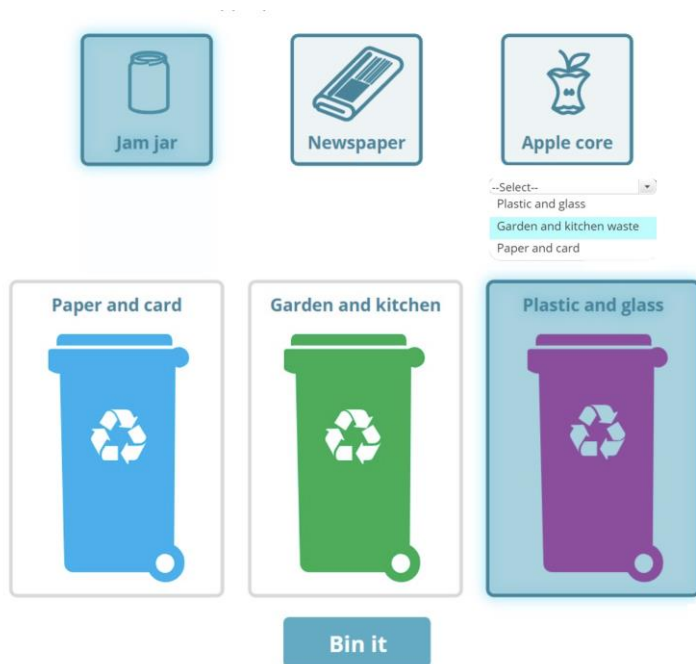 Jam jar
Newspaper
Apple core
--Select--
Plastic and glass
Garden and kitchen waste
Paper and card
Paper and card
Garden and kitchen
Plastic and glass
Bin it